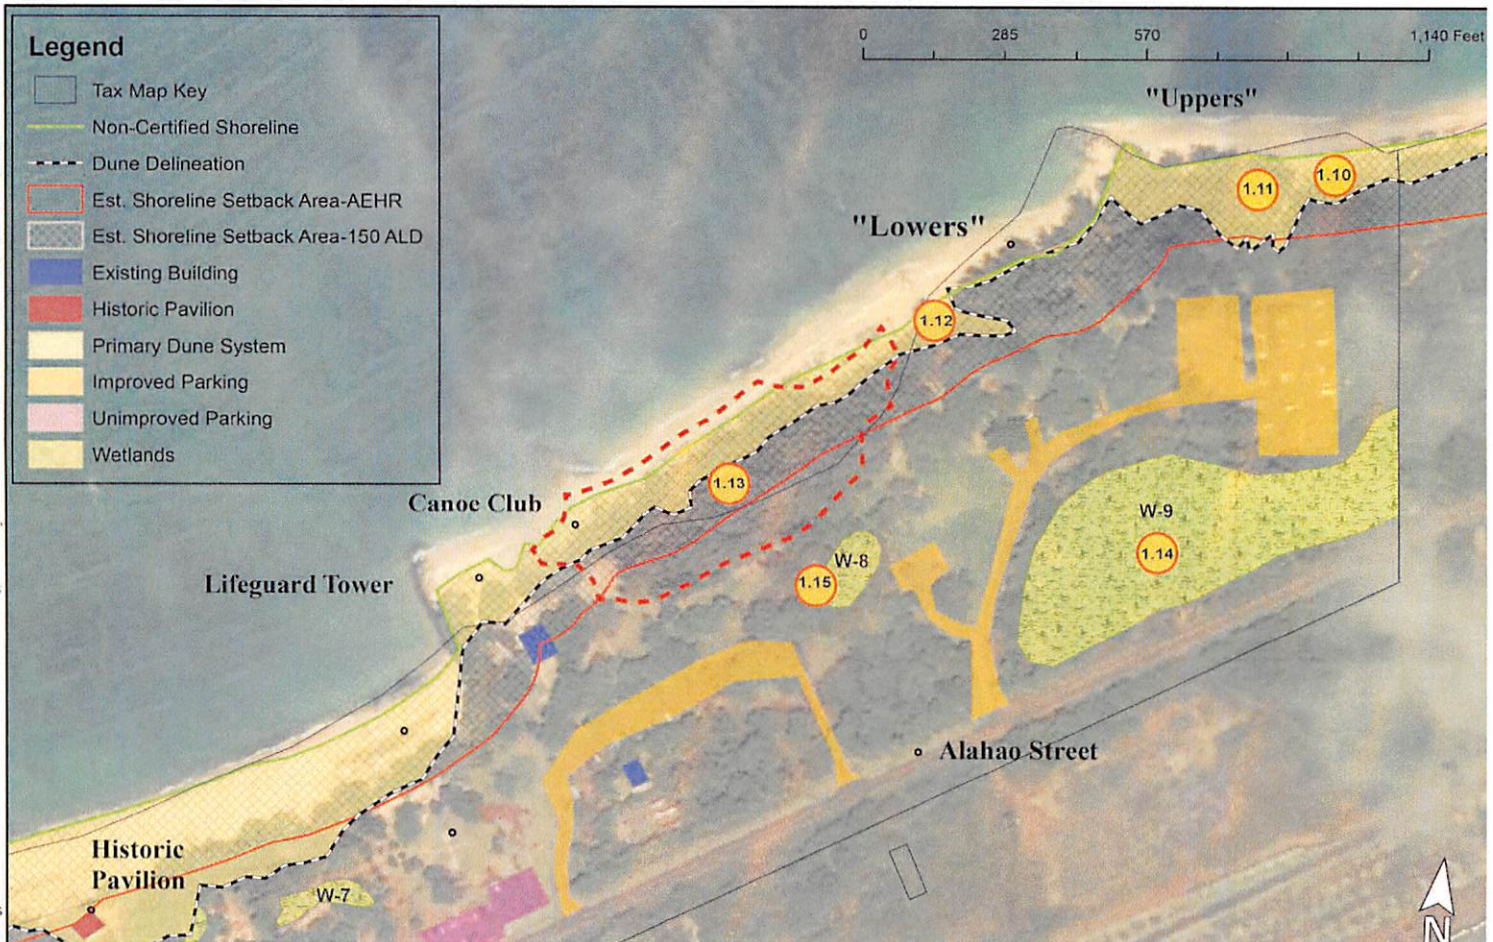 Legend
Tax Map Key
Non-Certified Shoreline
Dune Delineation
Est. Shoreline Setback Area-AEHR
Est. Shoreline Setback Area-150 ALD
Existing Building
Historic Pavilion
Primary Dune System
Improved Parking
Unimproved Parking
Wetlands
0 285 570 1,140 Feet
"Uppers"
1.10
1.11
"Lowers"
1.12
1.13
Canoe Club
W-9
1.14
W-8
1.15
Lifeguard Tower
Alahao Street
Historic
Pavilion
W-7
N